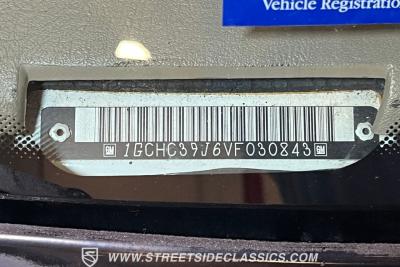 Vehicle Registration
GM 1GCHC39J6VF030843 GM
WWW.STREETSIDECLASSICS.COM